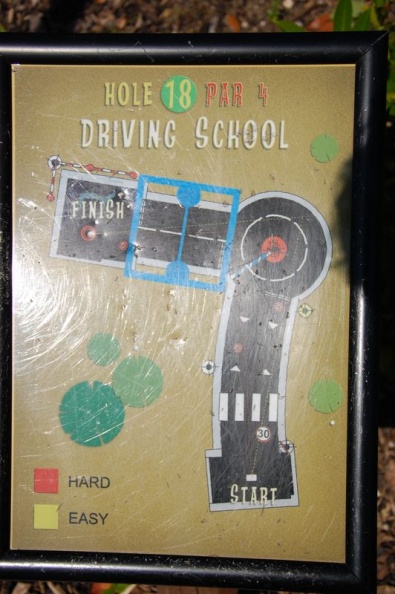 HOLE 18 PAR 4
DRIVING SCHOOL
FINISH
30
START
HARD
EASY